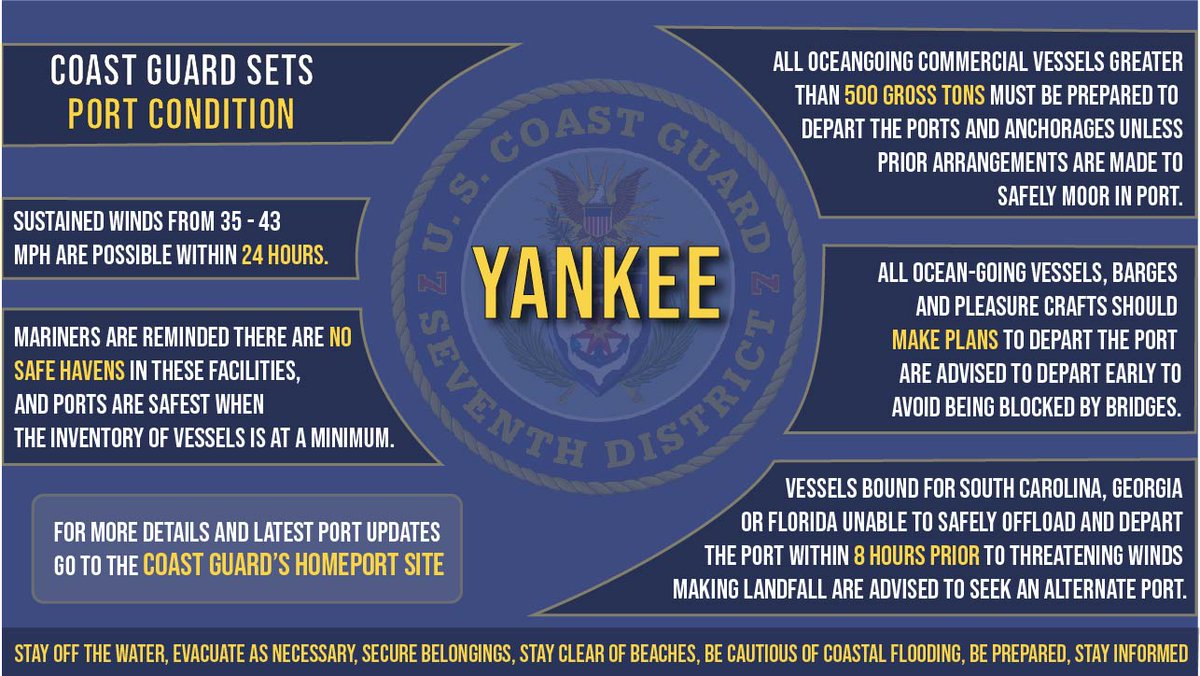 COAST GUARD SETS
PORT CONDITION
SUSTAINED WINDS FROM 35 - 43
MPH ARE POSSIBLE WITHIN 24 HOURS.
MARINERS ARE REMINDED THERE ARE NO
SAFE HAVENS IN THESE FACILITIES,
AND PORTS ARE SAFEST WHEN
THE INVENTORY OF VESSELS IS AT A MINIMUM.
FOR MORE DETAILS AND LATEST PORT UPDATES
GO TO THE COAST GUARD'S HOMEPORT SITE
U. S. COAST GUARD
YANKEE
7 7
SEVENTH DISTRICT
ALL OCEANGOING COMMERCIAL VESSELS GREATER
THAN 500 GROSS TONS MUST BE PREPARED TO
DEPART THE PORTS AND ANCHORAGES UNLESS
PRIOR ARRANGEMENTS ARE MADE TO
SAFELY MOOR IN PORT.
ALL OCEAN-GOING VESSELS, BARGES
AND PLEASURE CRAFTS SHOULD
MAKE PLANS TO DEPART THE PORT
ARE ADVISED TO DEPART EARLY TO
AVOID BEING BLOCKED BY BRIDGES.
VESSELS BOUND FOR SOUTH CAROLINA, GEORGIA
OR FLORIDA UNABLE TO SAFELY OFFLOAD AND DEPART
THE PORT WITHIN 8 HOURS PRIOR TO THREATENING WINDS
MAKING LANDFALL ARE ADVISED TO SEEK AN ALTERNATE PORT.
STAY OFF THE WATER, EVACUATE AS NECESSARY, SECURE BELONGINGS, STAY CLEAR OF BEACHES, BE CAUTIOUS OF COASTAL FLOODING, BE PREPARED, STAY INFORMED